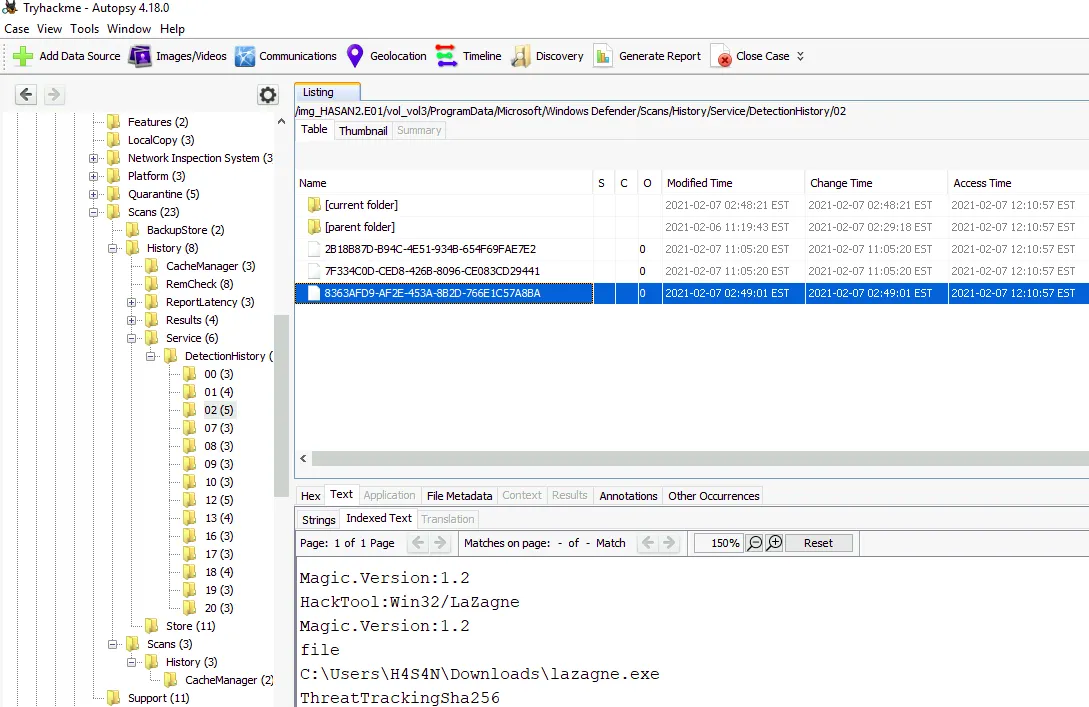 Tryhackme - Autopsy 4.18.0
Case View Tools Window Help
Add Data Source Images/Videos Communications Geolocation Timeline Discovery Generate Report Close Case
Listing
/img_HASAN2.E01/vol_vol3/ProgramData/Microsoft/Windows Defender/Scans/History/Service/DetectionHistory/02
Table Thumbnail Summary
Features (2)
LocalCopy (3)
Network Inspection System (3
Platform (3)
Quarantine (5)
Scans (23)
BackupStore (2)
History (8)
CacheManager (3)
RemCheck (8)
ReportLatency (3)
Results (4)
Service (6)
DetectionHistory (
00 (3)
01 (4)
02 (5)
07 (3)
08 (3)
09 (3)
10 (3)
12 (5)
13 (4)
16 (3)
17 (3)
18 (4)
19 (3)
20 (3)
Store (11)
Scans (3)
History (3)
CacheManager (2)
Support (11)
Name S C O Modified Time Change Time Access Time
[current folder] 2021-02-07 02:48:21 EST 2021-02-07 02:48:21 EST 2021-02-07 12:10:57 EST
[parent folder] 2021-02-06 11:19:43 EST 2021-02-07 02:29:18 EST 2021-02-07 12:10:57 EST
2B18B87D-B94C-4E51-934B-654F69FAE7E2 0 2021-02-07 11:05:20 EST 2021-02-07 11:05:20 EST 2021-02-07 12:10:57 EST
7F334C0D-CED8-426B-8096-CE083CD29441 0 2021-02-07 11:05:20 EST 2021-02-07 11:05:20 EST 2021-02-07 12:10:57 EST
8363AFD9-AF2E-453A-8B2D-766E1C57A8BA 0 2021-02-07 02:49:01 EST 2021-02-07 02:49:01 EST 2021-02-07 12:10:57 EST
Hex Text Application File Metadata Context Results Annotations Other Occurrences
Strings Indexed Text Translation
Page: 1 of 1 Page Matches on page: - of - Match 150% Reset
Magic.Version:1.2
HackTool:Win32/LaZagne
Magic.Version:1.2
file
C:\Users\H4S4N\Downloads\lazagne.exe
ThreatTrackingSha256